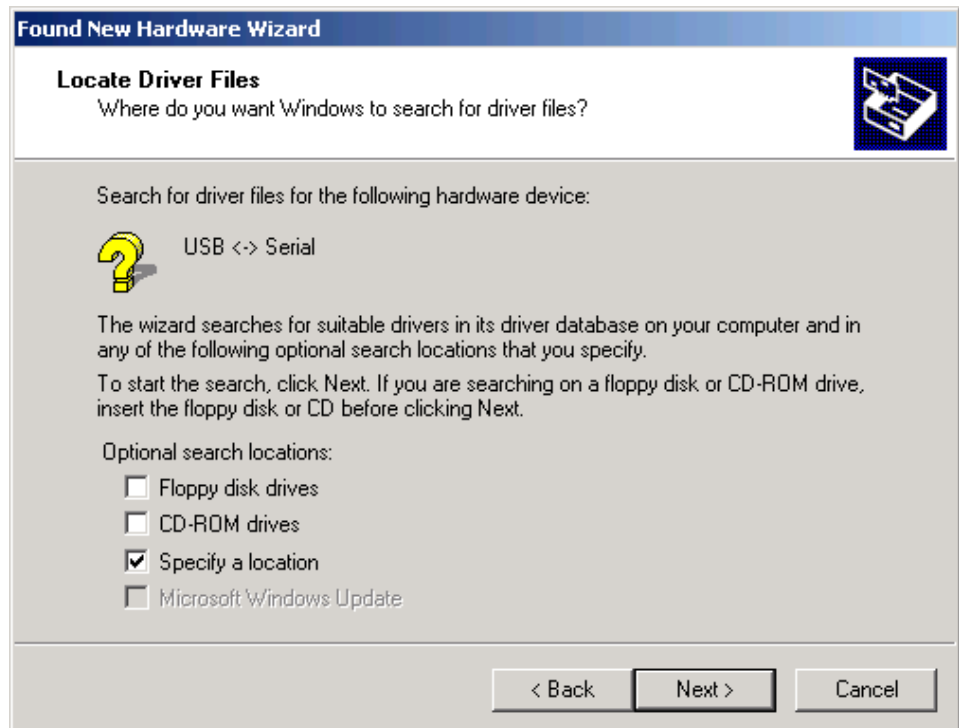 Found New Hardware Wizard
Locate Driver Files
Where do you want Windows to search for driver files?
Search for driver files for the following hardware device:
USB <-> Serial
The wizard searches for suitable drivers in its driver database on your computer and in
any of the following optional search locations that you specify.
To start the search, click Next. If you are searching on a floppy disk or CD-ROM drive,
insert the floppy disk or CD before clicking Next.
Optional search locations:
Floppy disk drives
CD-ROM drives
Specify a location
Microsoft Windows Update
< Back Next > Cancel